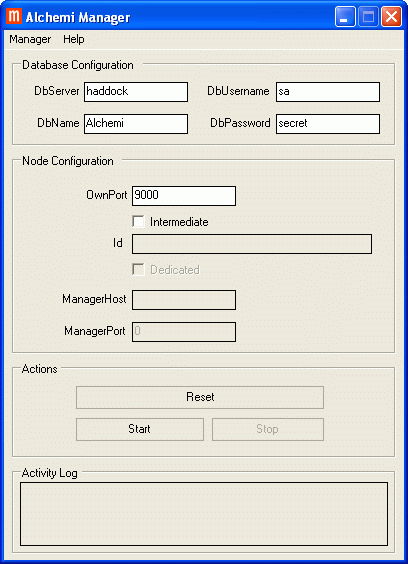 Alchemi Manager
Manager Help
Database Configuration
DbServer haddock DbUsername sa
DbName Alchemi DbPassword secret
Node Configuration
OwnPort 9000
Intermediate
Id
Dedicated
ManagerHost
ManagerPort 0
Actions
Reset
Start Stop
Activity Log